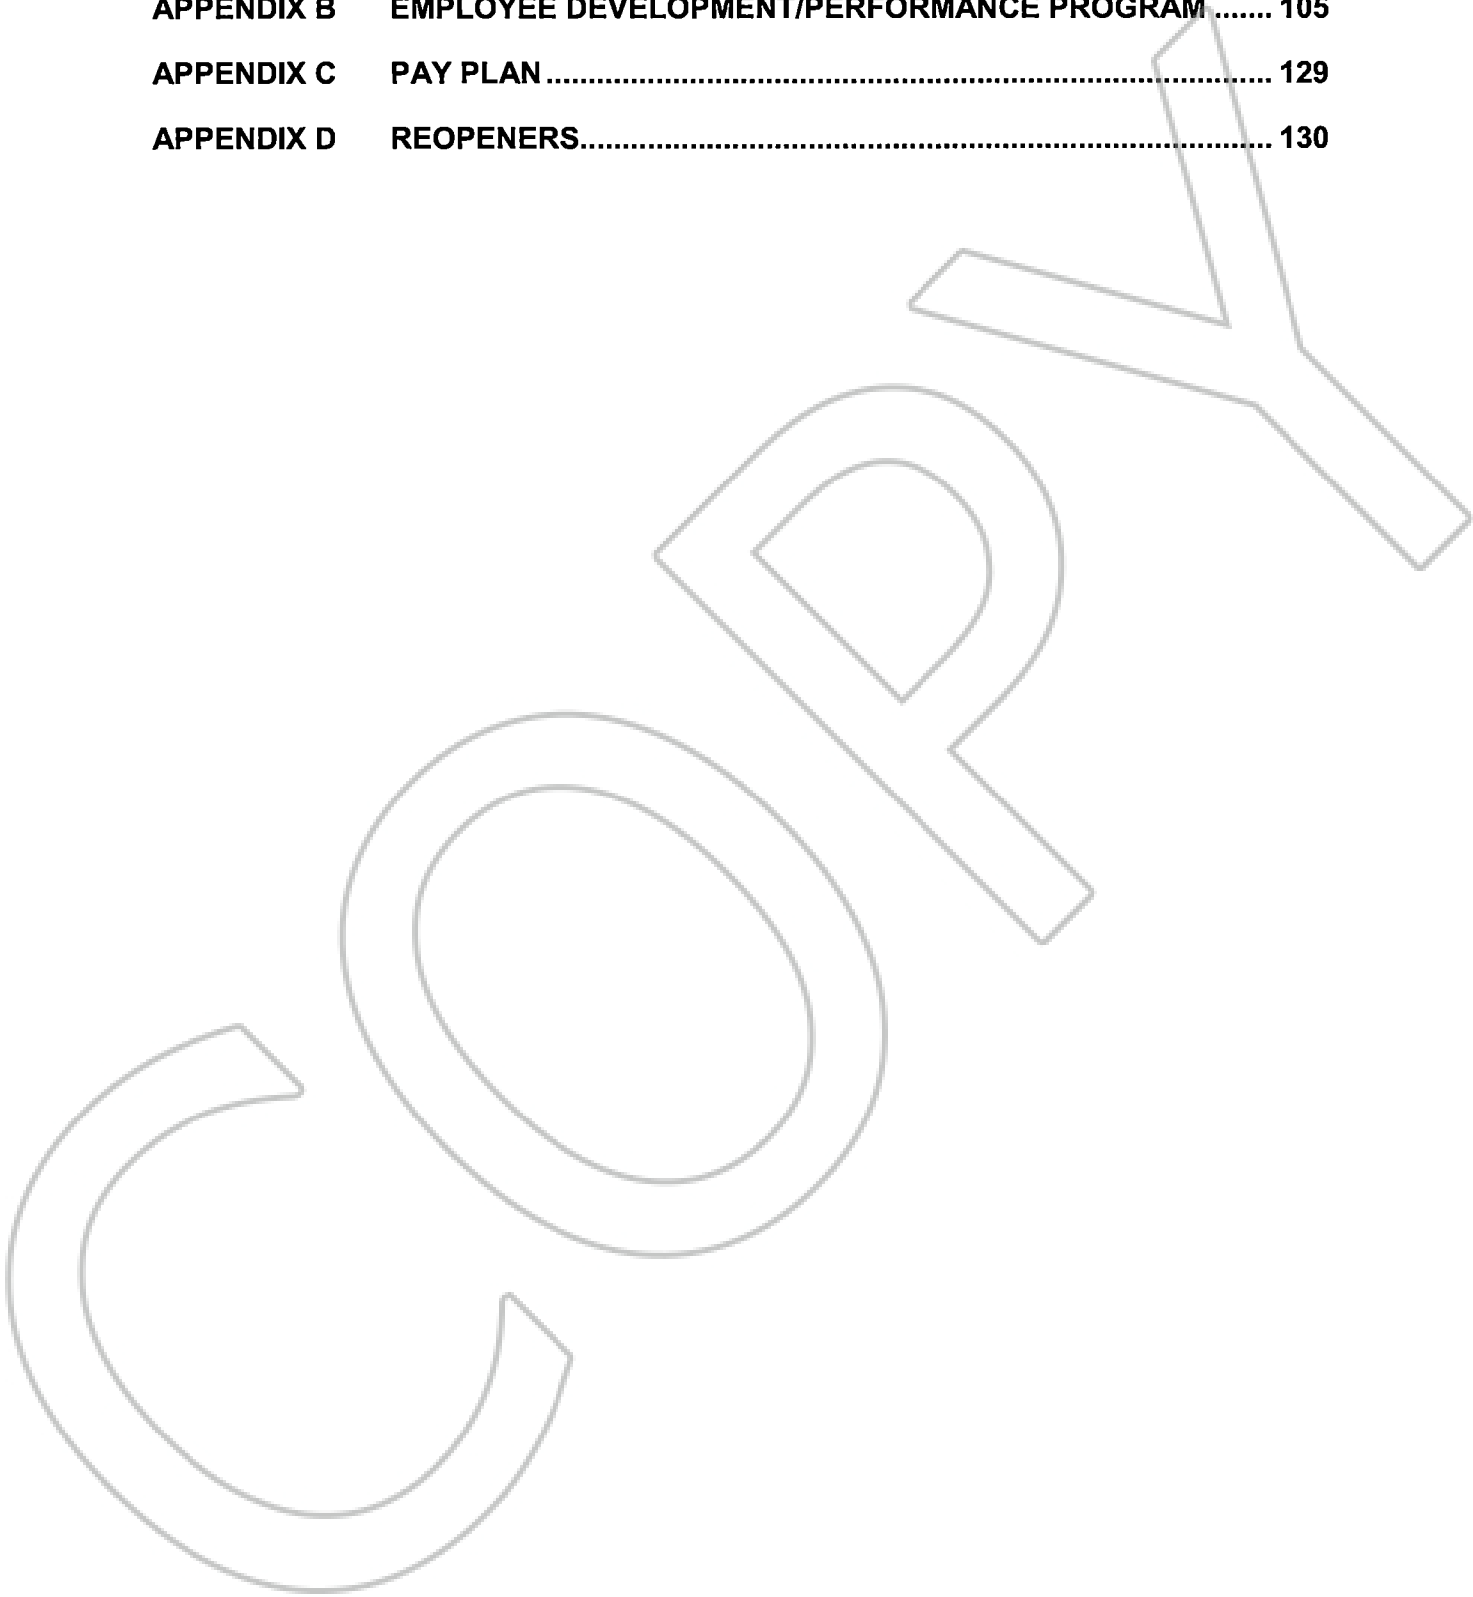 APPENDIX B EMPLOYEE DEVELOPMENT/PERFORMANCE PROGRAM ....... 105
APPENDIX C PAY PLAN ........................................................................................ 129
APPENDIX D REOPENERS................................................................................... 130
COPY